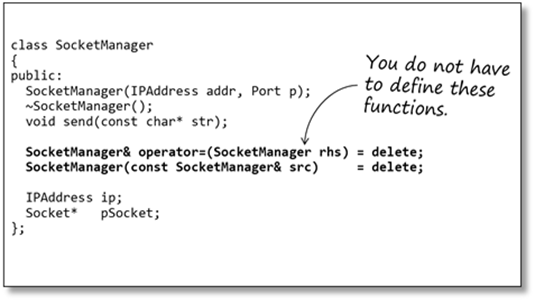 class SocketManager
{
public:
  SocketManager(IPAddress addr, Port p);
  ~SocketManager();
  void send(const char* str);
  SocketManager& operator=(SocketManager rhs) = delete;
  SocketManager(const SocketManager& src)     = delete;
  IPAddress ip;
  Socket*   pSocket;
};
You do not have
to define these
functions.